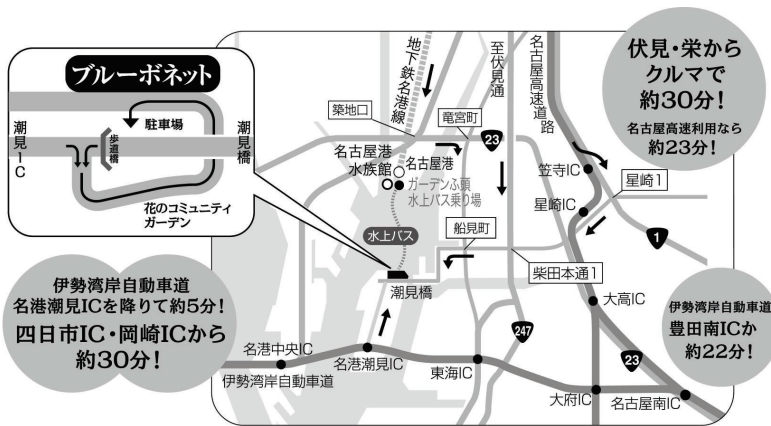 ブルーボネット
駐車場
潮見IC
歩道橋
潮見橋
花のコミュニティ
ガーデン
伊勢湾岸自動車道
名港潮見ICを降りて約5分!
四日市IC・岡崎ICから
約30分!
地下鉄名港線
至伏見通
名古屋高速道路
築地口
竜宮町
23
名古屋港
水族館
名古屋港
ガーデンふ頭
水上バス乗り場
水上バス
船見町
潮見橋
笠寺IC
星崎1
星崎IC
1
柴田本通1
大高IC
247
23
名港中央IC
伊勢湾岸自動車道
名港潮見IC
東海IC
大府IC
名古屋南IC
伏見・栄から
クルマで
約30分!
名古屋高速利用なら
約23分!
伊勢湾岸自動車道
豊田南ICか
約22分!